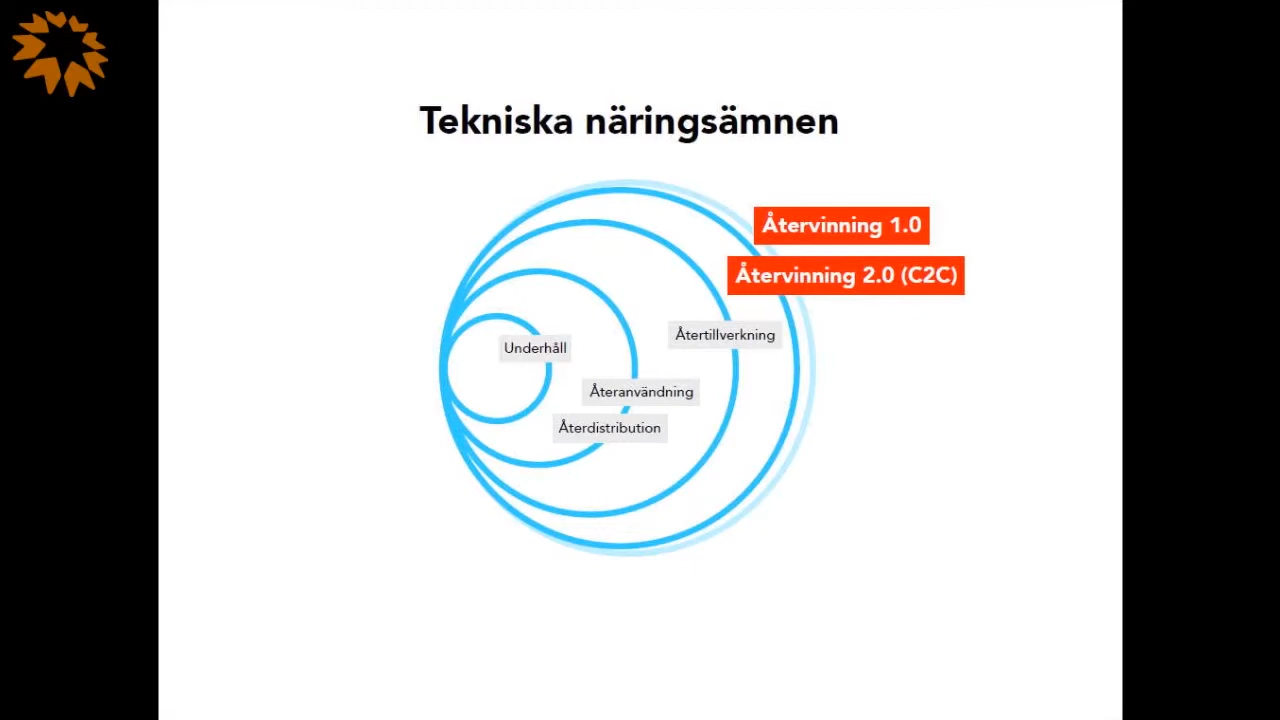 Tekniska näringsämnen
Återvinning 1.0
Återvinning 2.0 (C2C)
Återtillverkning
Underhåll
Återanvändning
Återdistribution